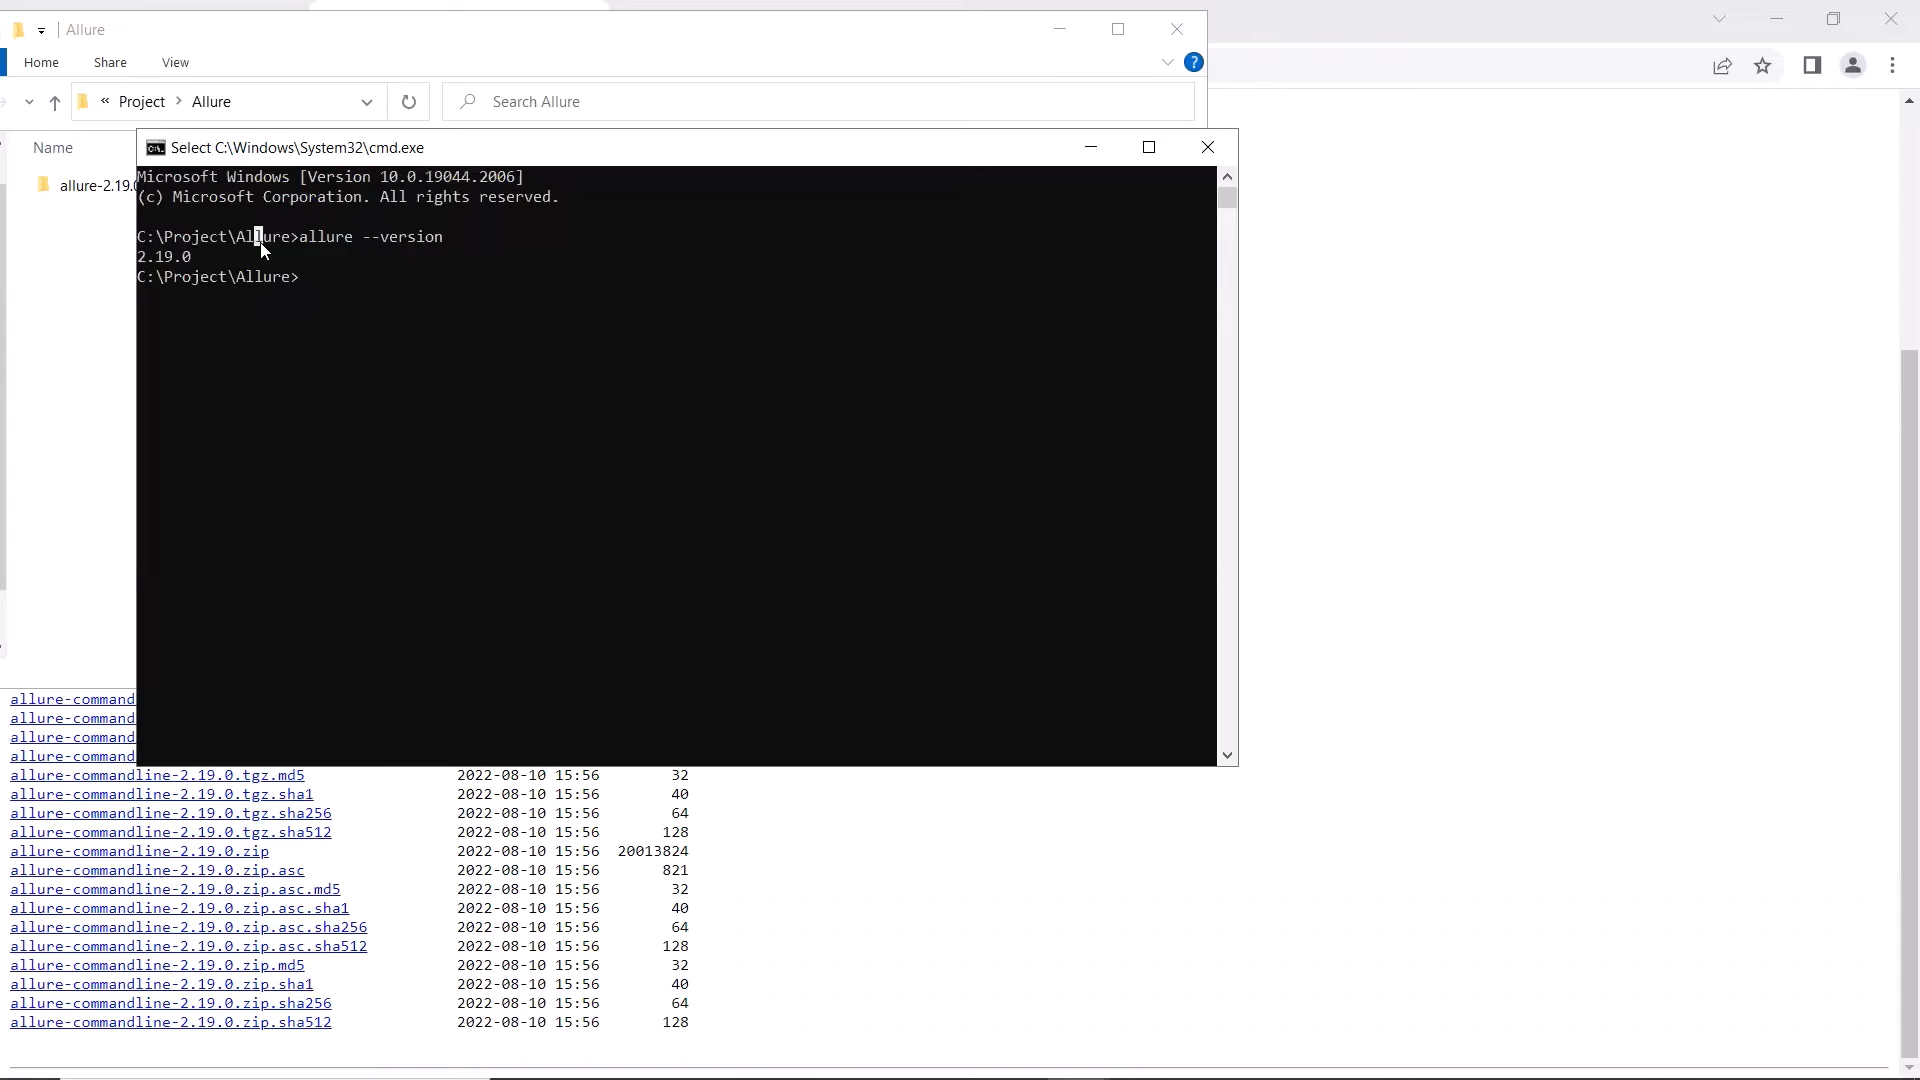 Allure
Home Share View
« Project > Allure
Search Allure
Name
Select C:\Windows\System32\cmd.exe
allure-2.19.0
Microsoft Windows [Version 10.0.19044.2006]
(c) Microsoft Corporation. All rights reserved.
C:\Project\Allure>allure --version
2.19.0
C:\Project\Allure>
allure-command
allure-command
allure-command
allure-command
allure-commandline-2.19.0.tgz.md5 2022-08-10 15:56 32
allure-commandline-2.19.0.tgz.sha1 2022-08-10 15:56 40
allure-commandline-2.19.0.tgz.sha256 2022-08-10 15:56 64
allure-commandline-2.19.0.tgz.sha512 2022-08-10 15:56 128
allure-commandline-2.19.0.zip 2022-08-10 15:56 20013824
allure-commandline-2.19.0.zip.asc 2022-08-10 15:56 821
allure-commandline-2.19.0.zip.asc.md5 2022-08-10 15:56 32
allure-commandline-2.19.0.zip.asc.sha1 2022-08-10 15:56 40
allure-commandline-2.19.0.zip.asc.sha256 2022-08-10 15:56 64
allure-commandline-2.19.0.zip.asc.sha512 2022-08-10 15:56 128
allure-commandline-2.19.0.zip.md5 2022-08-10 15:56 32
allure-commandline-2.19.0.zip.sha1 2022-08-10 15:56 40
allure-commandline-2.19.0.zip.sha256 2022-08-10 15:56 64
allure-commandline-2.19.0.zip.sha512 2022-08-10 15:56 128